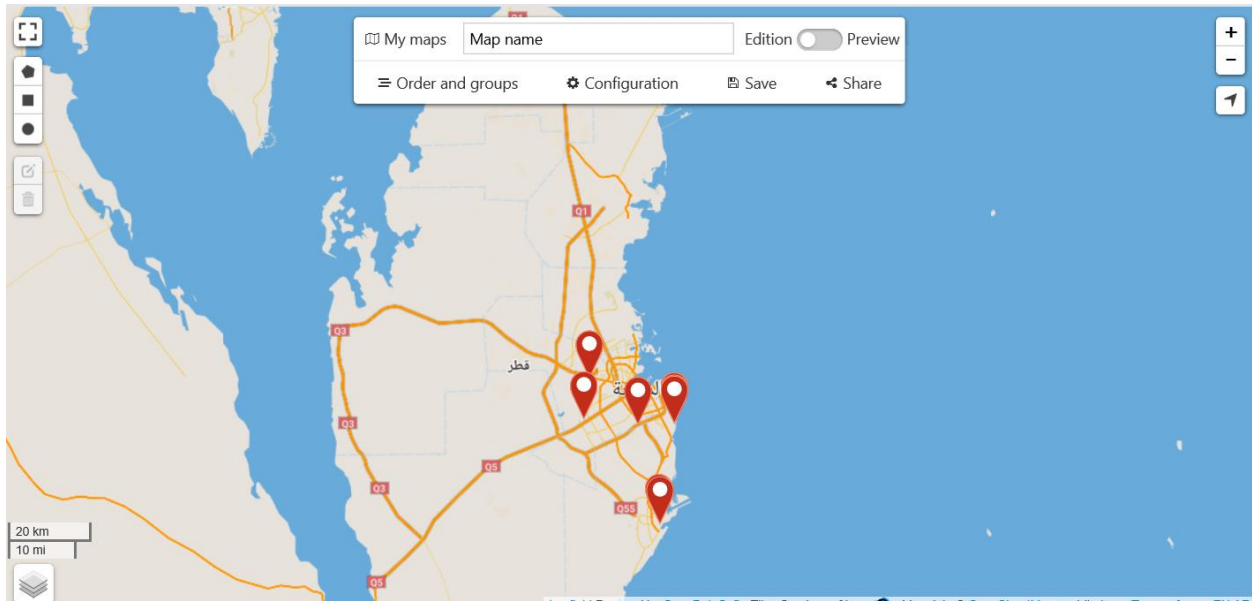 Q1
My maps Map name Edition Preview
Order and groups Configuration Save Share
+
−
Q1
Q3
قطر
Q3
Q5
Q3
Q55
20 km
10 mi
Q5